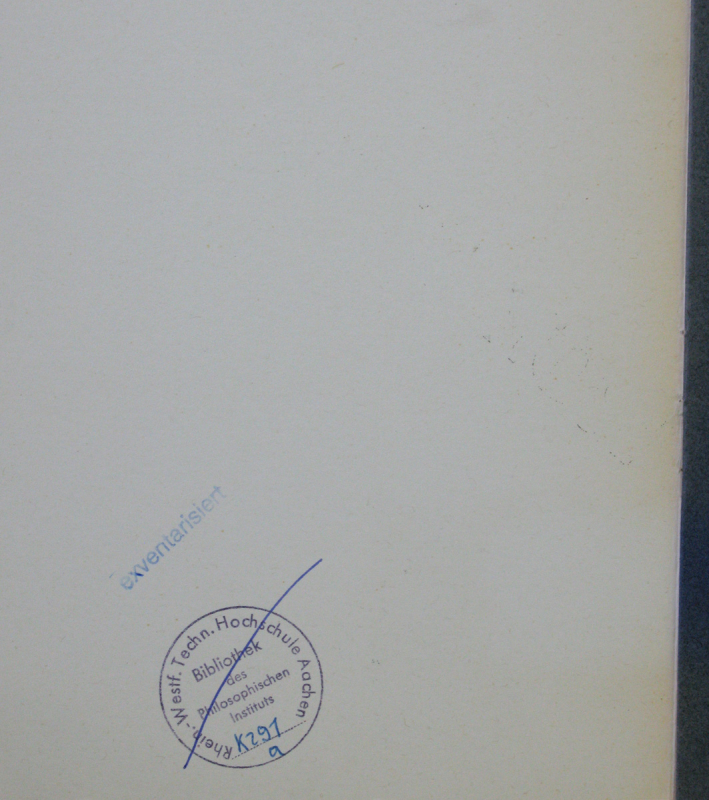 exventarisiert
Rhein.-Westf. Techn. Hochschule Aachen
Bibliothek
des
Philosophischen
Instituts
K291
a